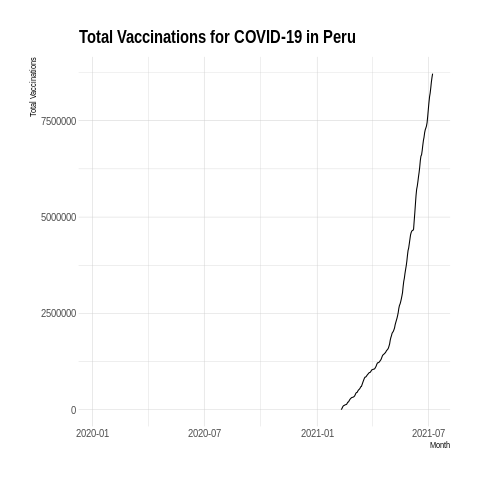 Total Vaccinations for COVID-19 in Peru
Total Vaccinations
7500000
5000000
2500000
0
2020-01 2020-07 2021-01 2021-07
Month